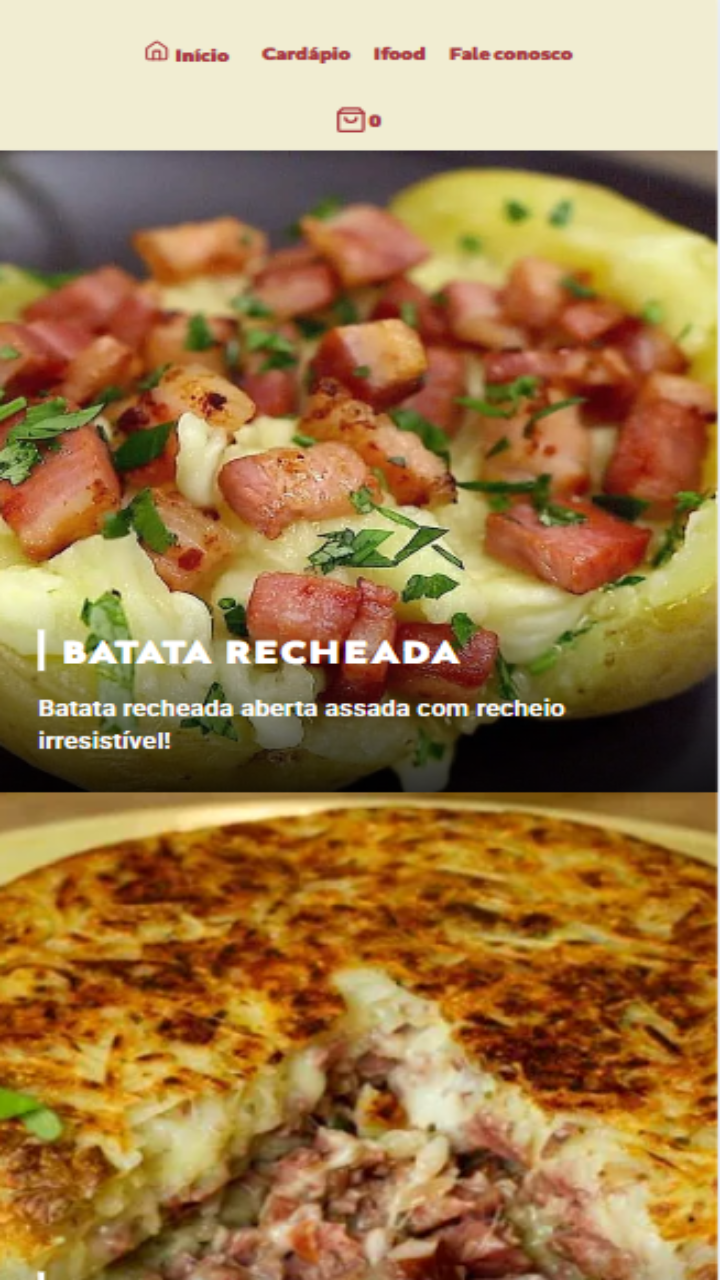 Início Cardápio Ifood Fale conosco
0
BATATA RECHEADA
Batata recheada aberta assada com recheio
irresistível!